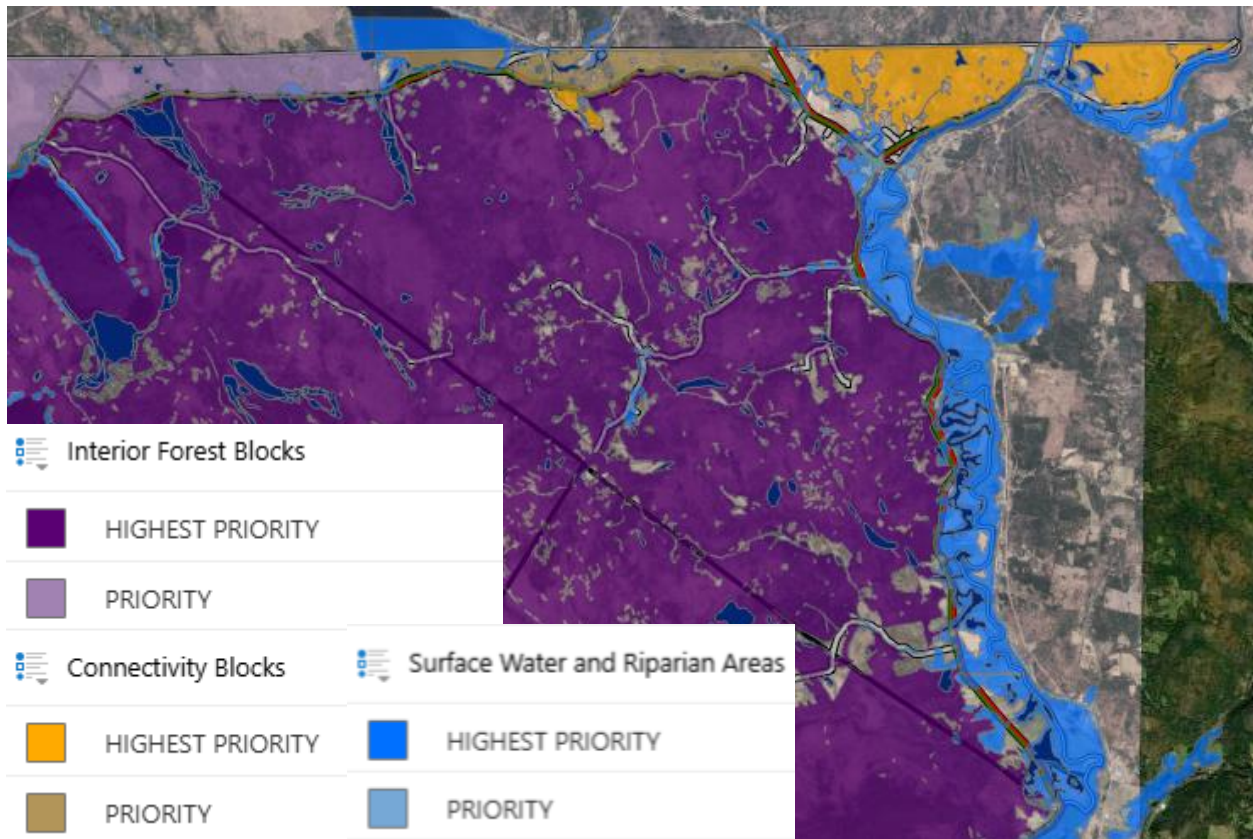 Interior Forest Blocks
HIGHEST PRIORITY
PRIORITY
Connectivity Blocks
HIGHEST PRIORITY
PRIORITY
Surface Water and Riparian Areas
HIGHEST PRIORITY
PRIORITY